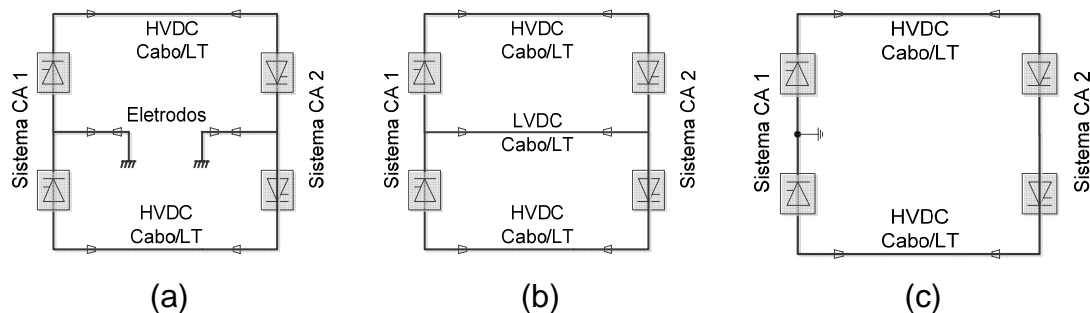 HVDC
Cabo/LT
Sistema CA 1
Eletrodos
Sistema CA 2
HVDC
Cabo/LT
(a)
HVDC
Cabo/LT
Sistema CA 1
LVDC
Cabo/LT
Sistema CA 2
HVDC
Cabo/LT
(b)
HVDC
Cabo/LT
Sistema CA 1
Sistema CA 2
HVDC
Cabo/LT
(c)